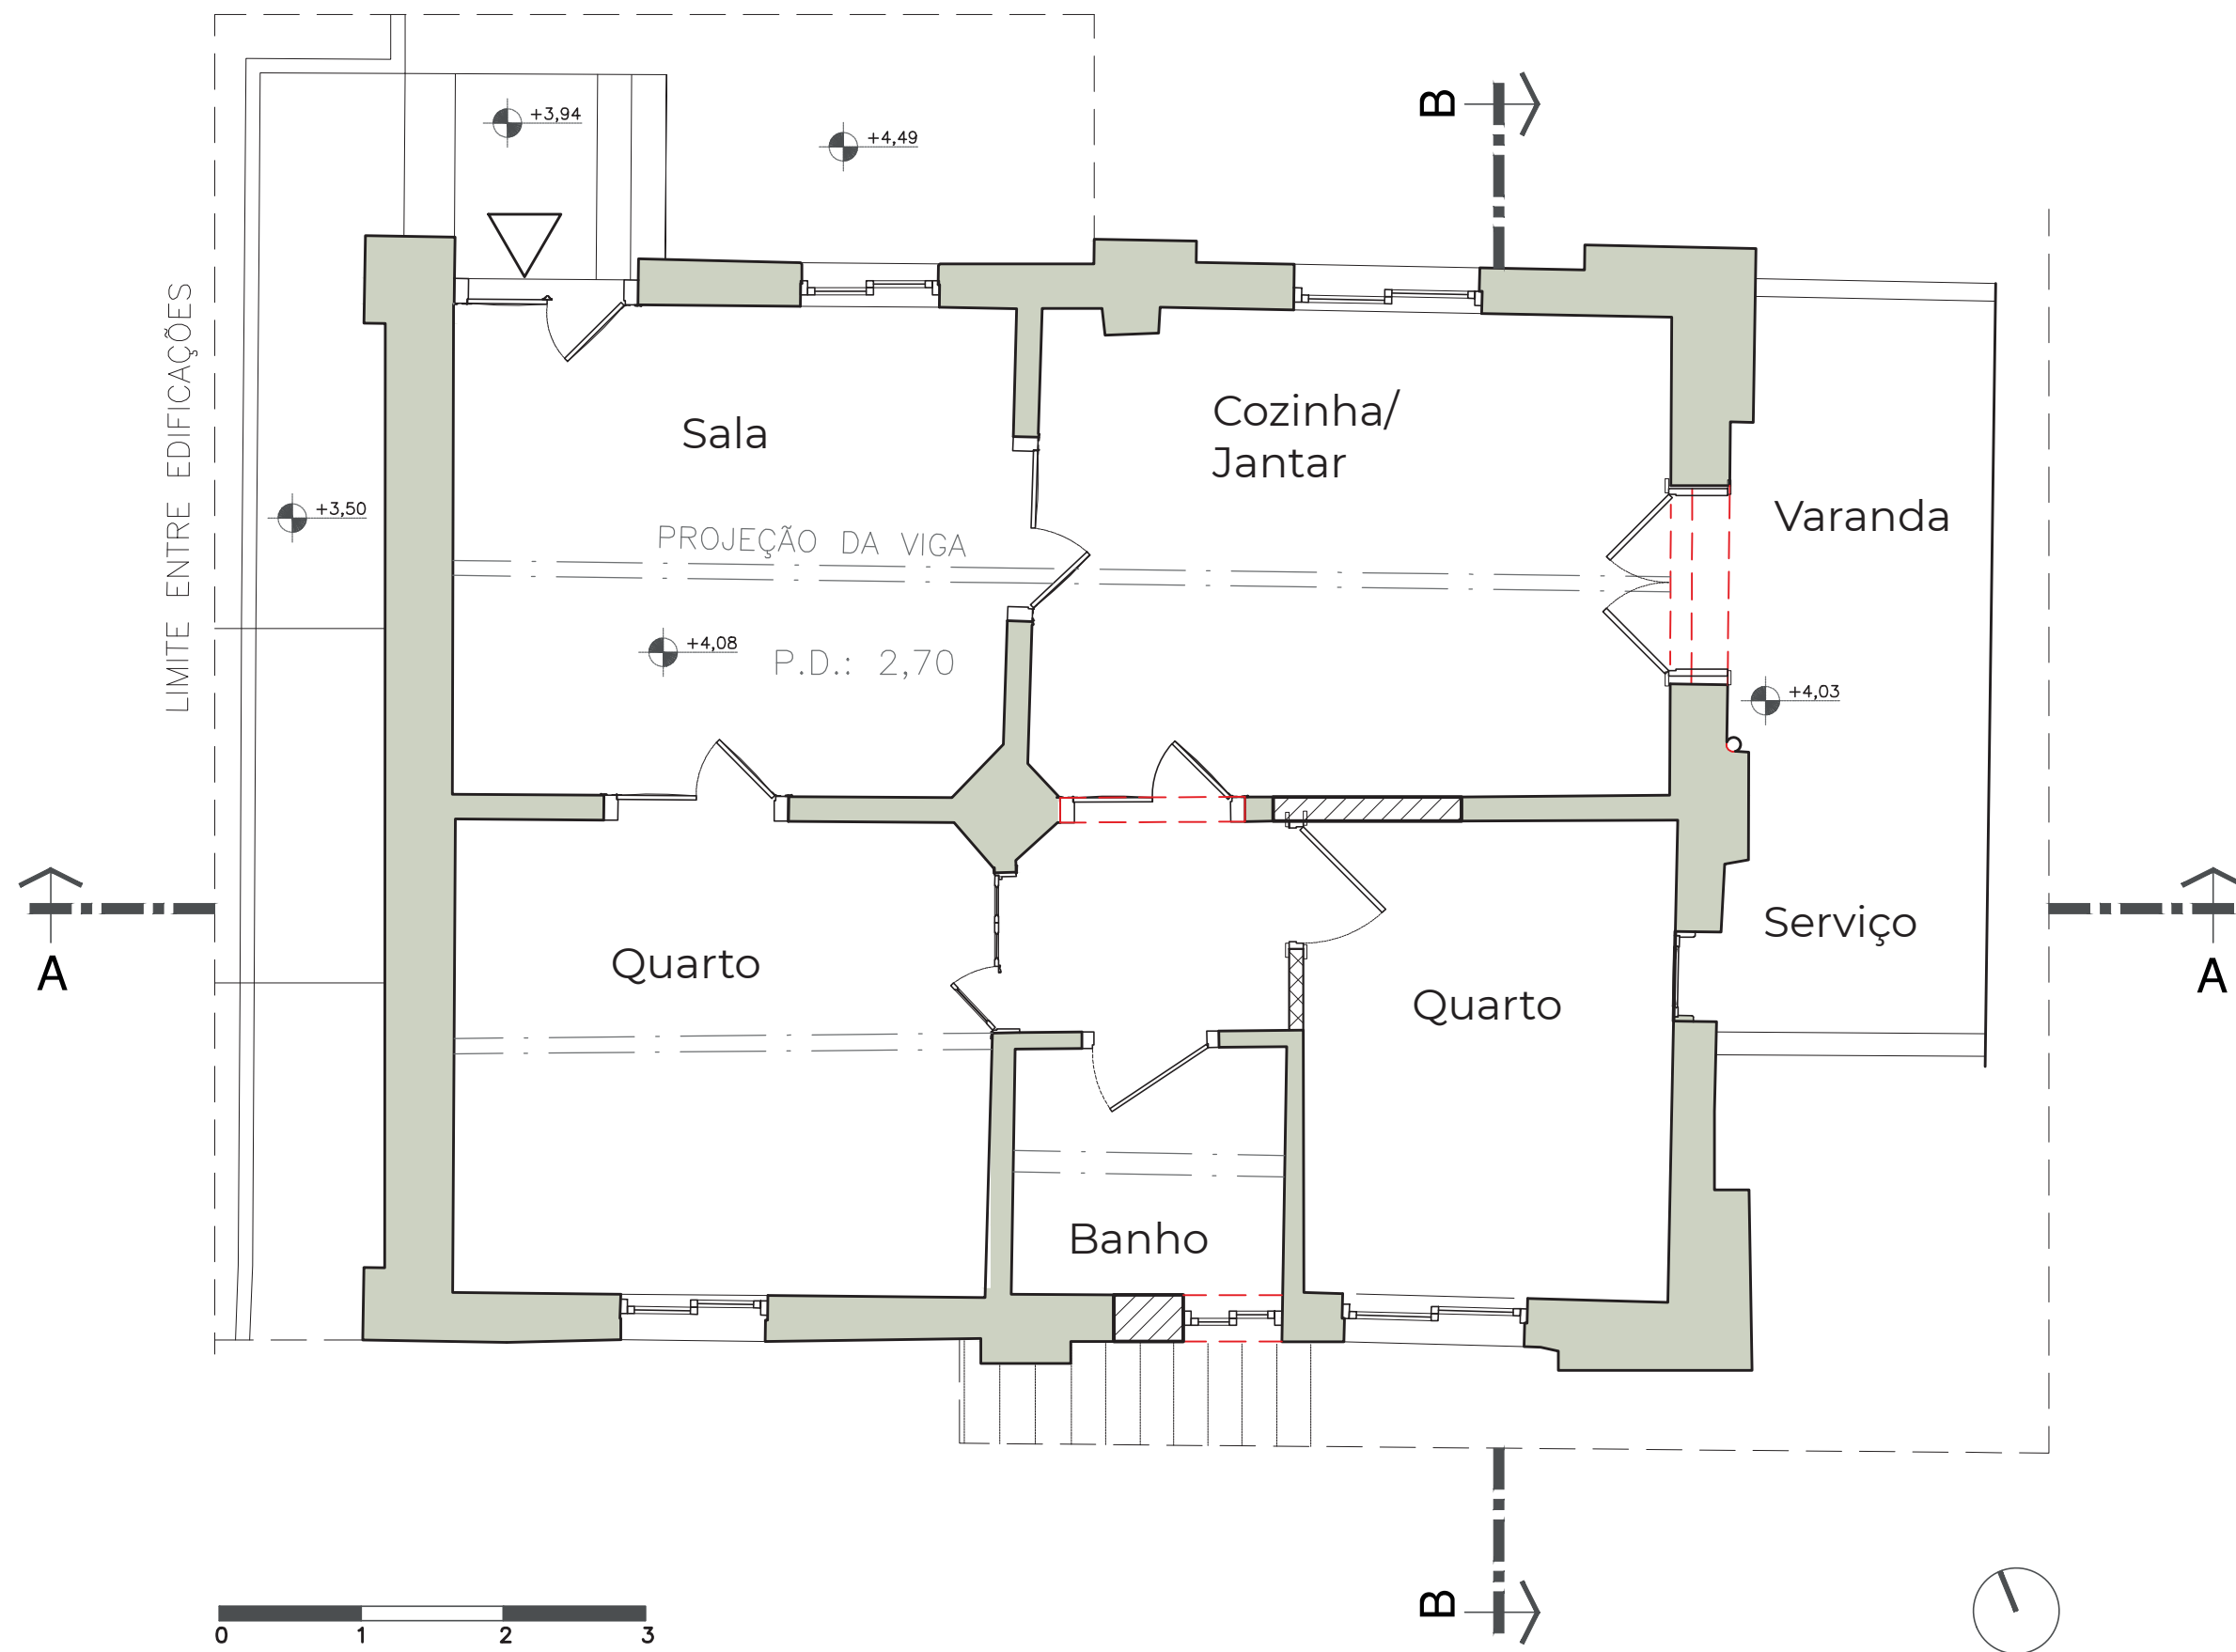 +3,94
+4,49
B
LIMITE ENTRE EDIFICAÇÕES
Sala
Cozinha/
Jantar
+3,50
PROJEÇÃO DA VIGA
Varanda
+4,08
P.D.: 2,70
+4,03
A
Quarto
Quarto
Serviço
A
Banho
B
0 1 2 3